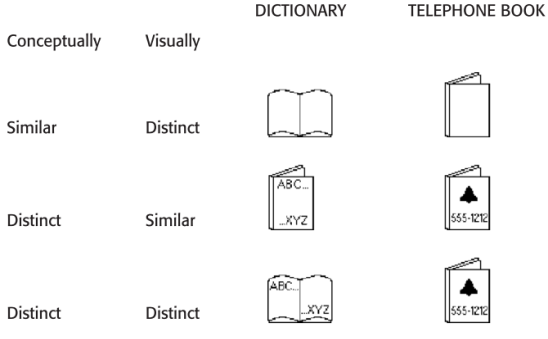 DICTIONARY TELEPHONE BOOK
Conceptually Visually
Similar Distinct
ABC...
Distinct Similar ...XYZ 555-1212
ABC...
...XYZ 555-1212
Distinct Distinct